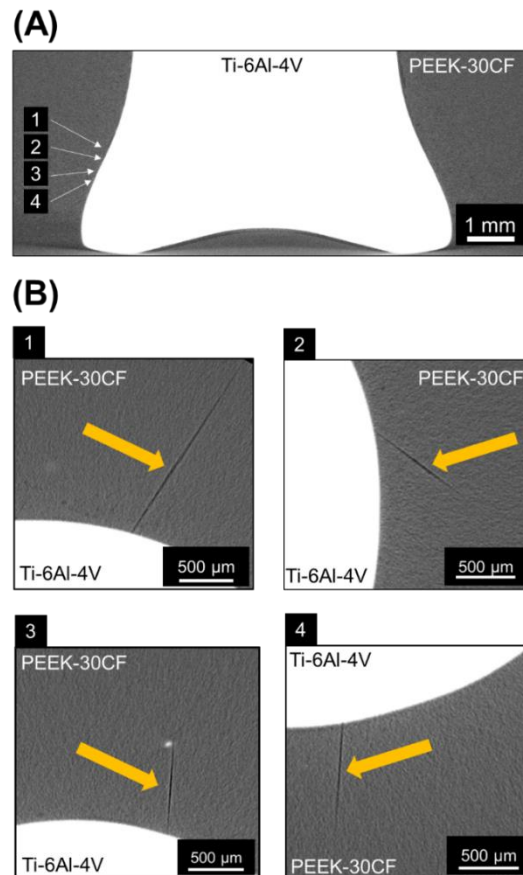 (A)
Ti-6Al-4V PEEK-30CF
1
2
3
4
1 mm
(B)
1
PEEK-30CF
Ti-6Al-4V
500 µm
2
PEEK-30CF
Ti-6Al-4V
500 µm
3
PEEK-30CF
Ti-6Al-4V
500 µm
4
Ti-6Al-4V
500 µm
PEEK-30CF